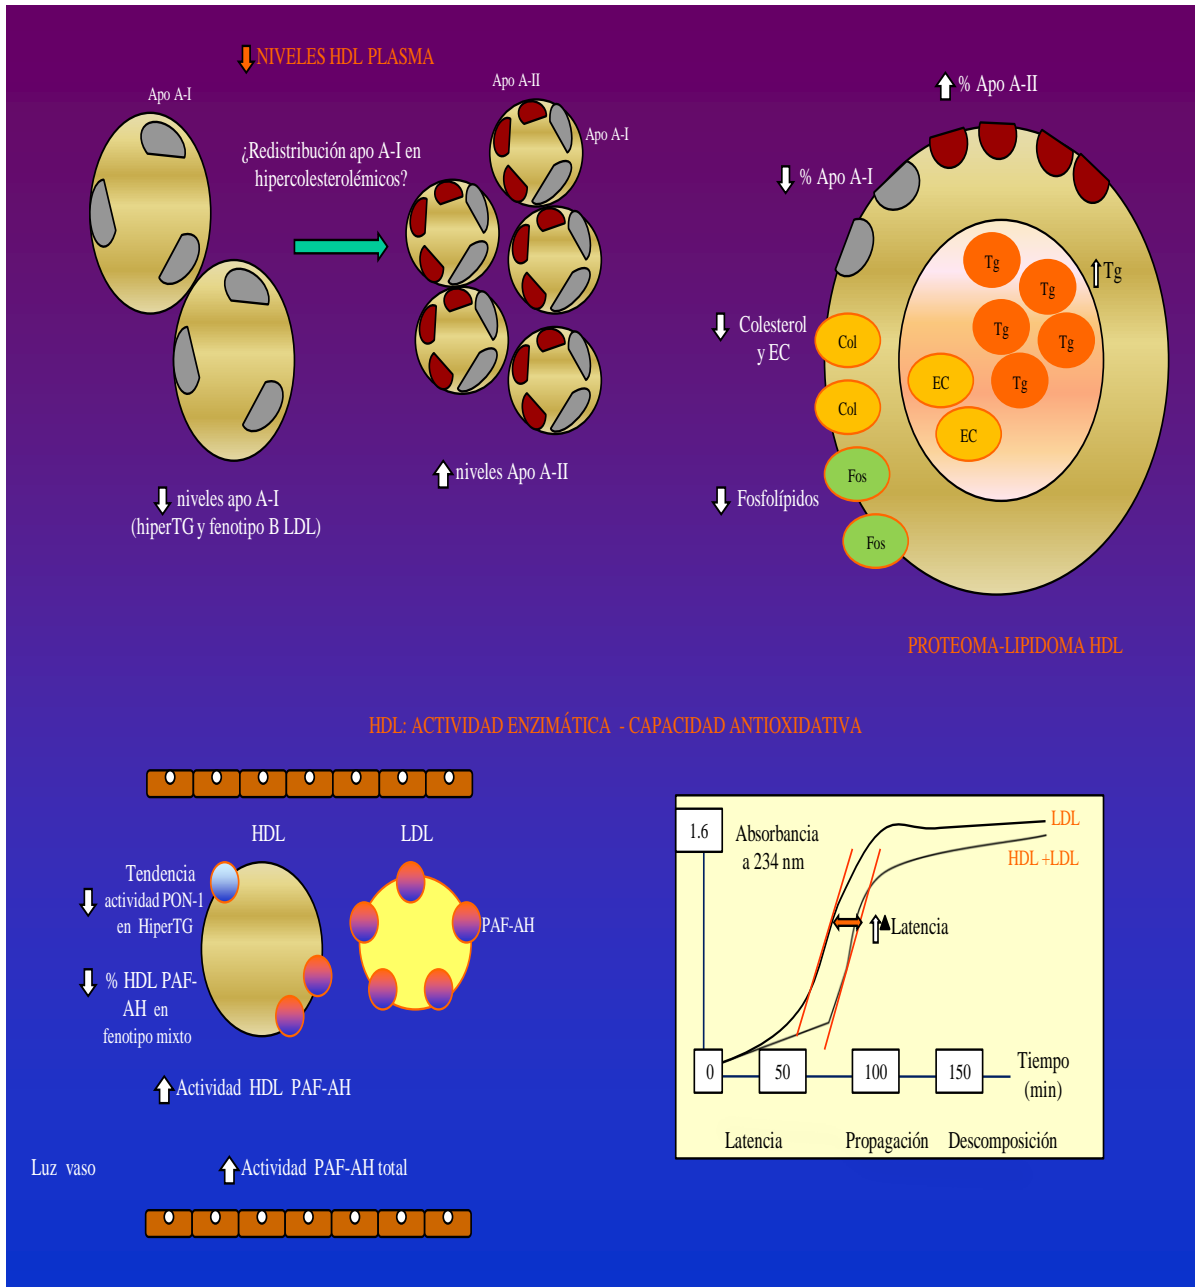 NIVELES HDL PLASMA
Apo A-I
¿Redistribución apo A-I en
hipercolesterolémicos?
Apo A-II
Apo A-I
niveles Apo A-II
niveles apo A-I
(hiperTG y fenotipo B LDL)
% Apo A-II
% Apo A-I
Tg
Tg
Tg
Tg
Tg
Tg
Colesterol
y EC
Col
Col
EC
EC
Fosfolípidos
Fos
Fos
PROTEOMA-LIPIDOMA HDL
HDL: ACTIVIDAD ENZIMÁTICA - CAPACIDAD ANTIOXIDATIVA
HDL
LDL
Tendencia
actividad PON-1
en HiperTG
PAF-AH
% HDL PAF-
AH en
fenotipo mixto
Actividad HDL PAF-AH
Luz vaso
Actividad PAF-AH total
1.6
Absorbancia
a 234 nm
LDL
HDL +LDL
Latencia
0
50
100
150
Tiempo
(min)
Latencia
Propagación
Descomposición